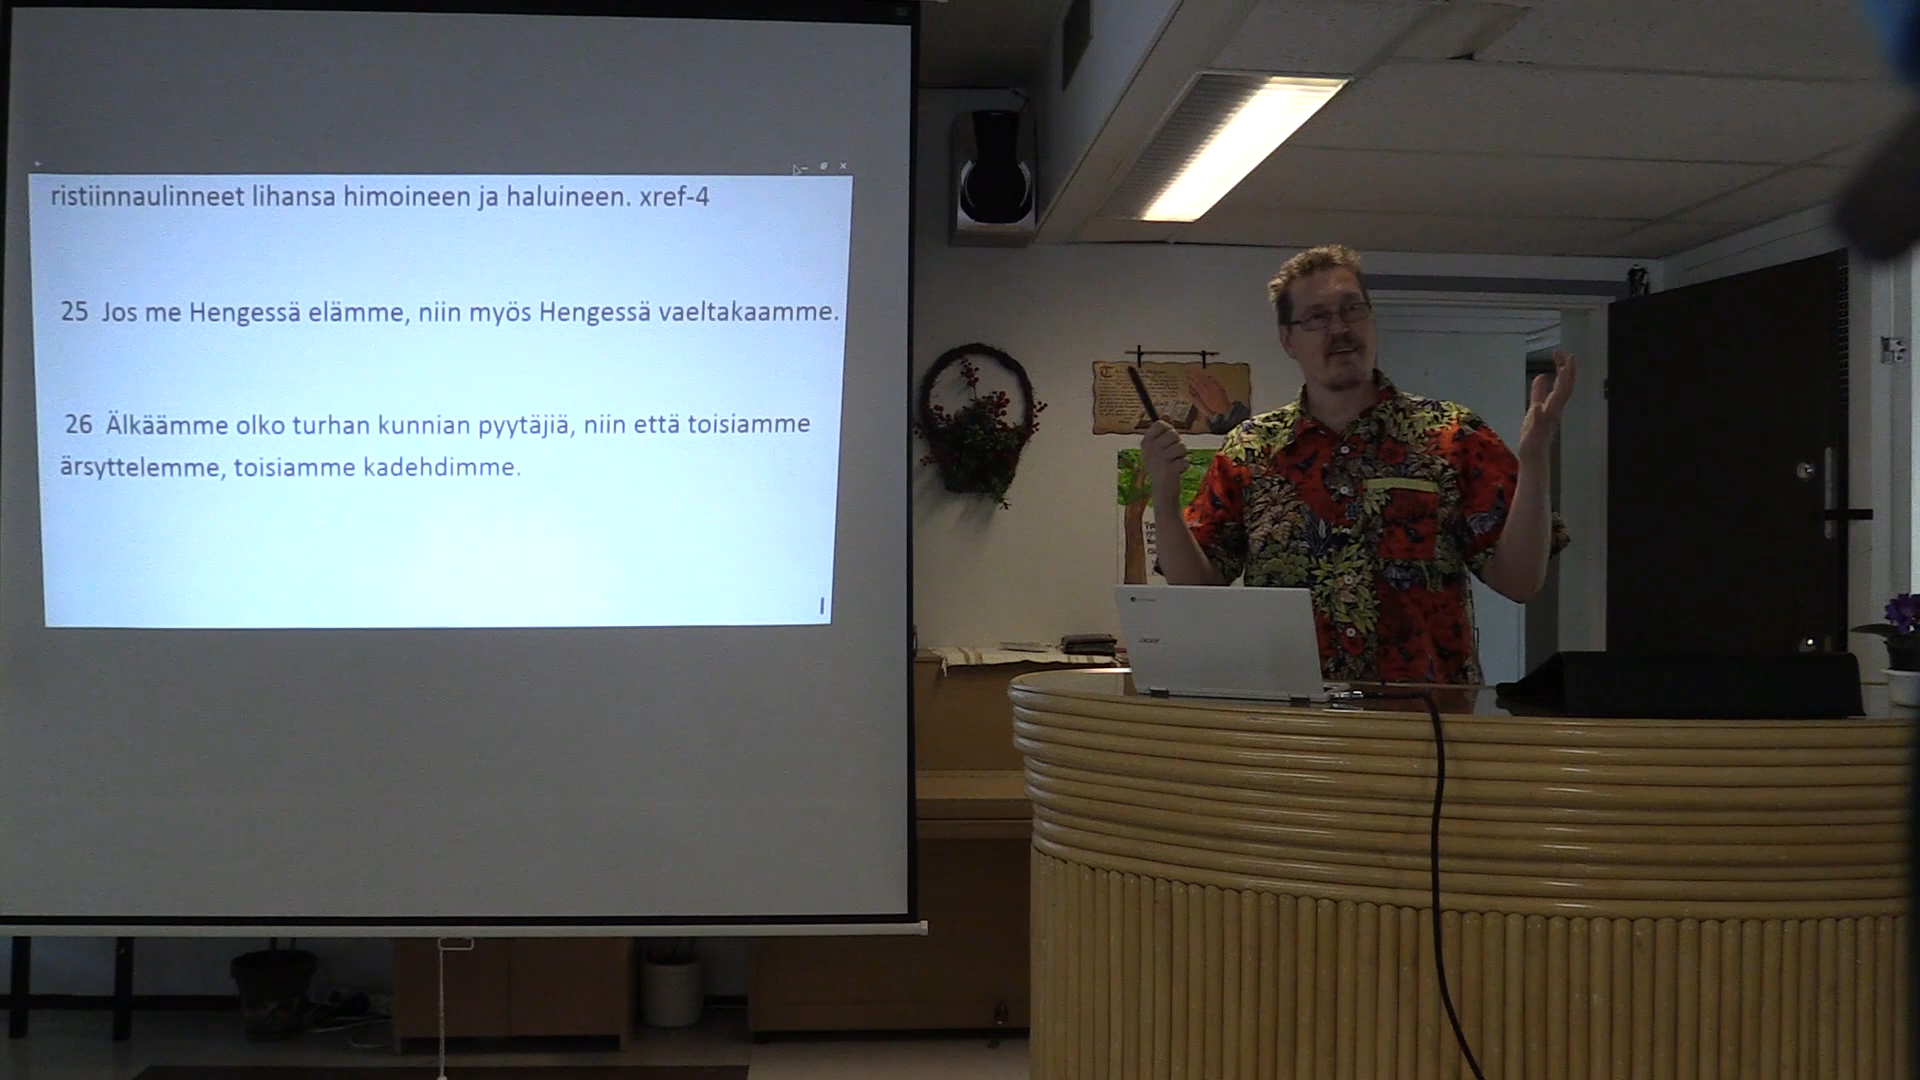 ristiinnaulinneet lihansa himoineen ja haluineen. xref-4
25 Jos me Hengessä elämme, niin myös Hengessä vaeltakaamme.
26 Älkäämme olko turhan kunnian pyytäjiä, niin että toisiamme
ärsyttelemme, toisiamme kadehdimme.
acer